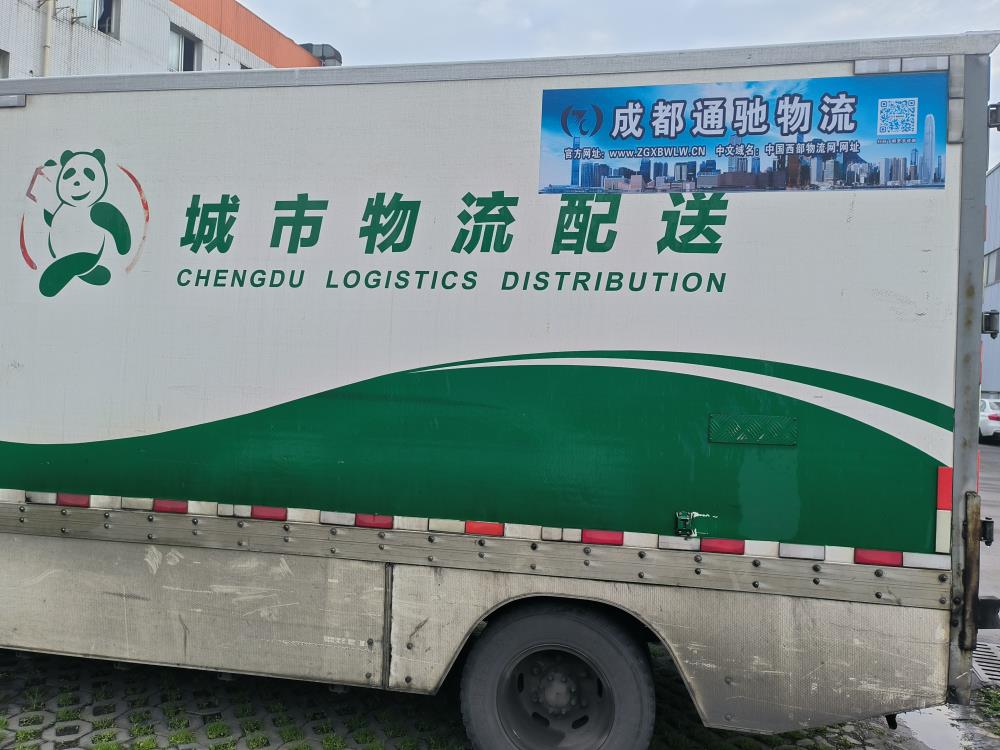 成都通驰物流
官方网址：www.ZGXBWLW.CN 中文域名：中国西部物流网.网址
城市物流配送
CHENGDU LOGISTICS DISTRIBUTION